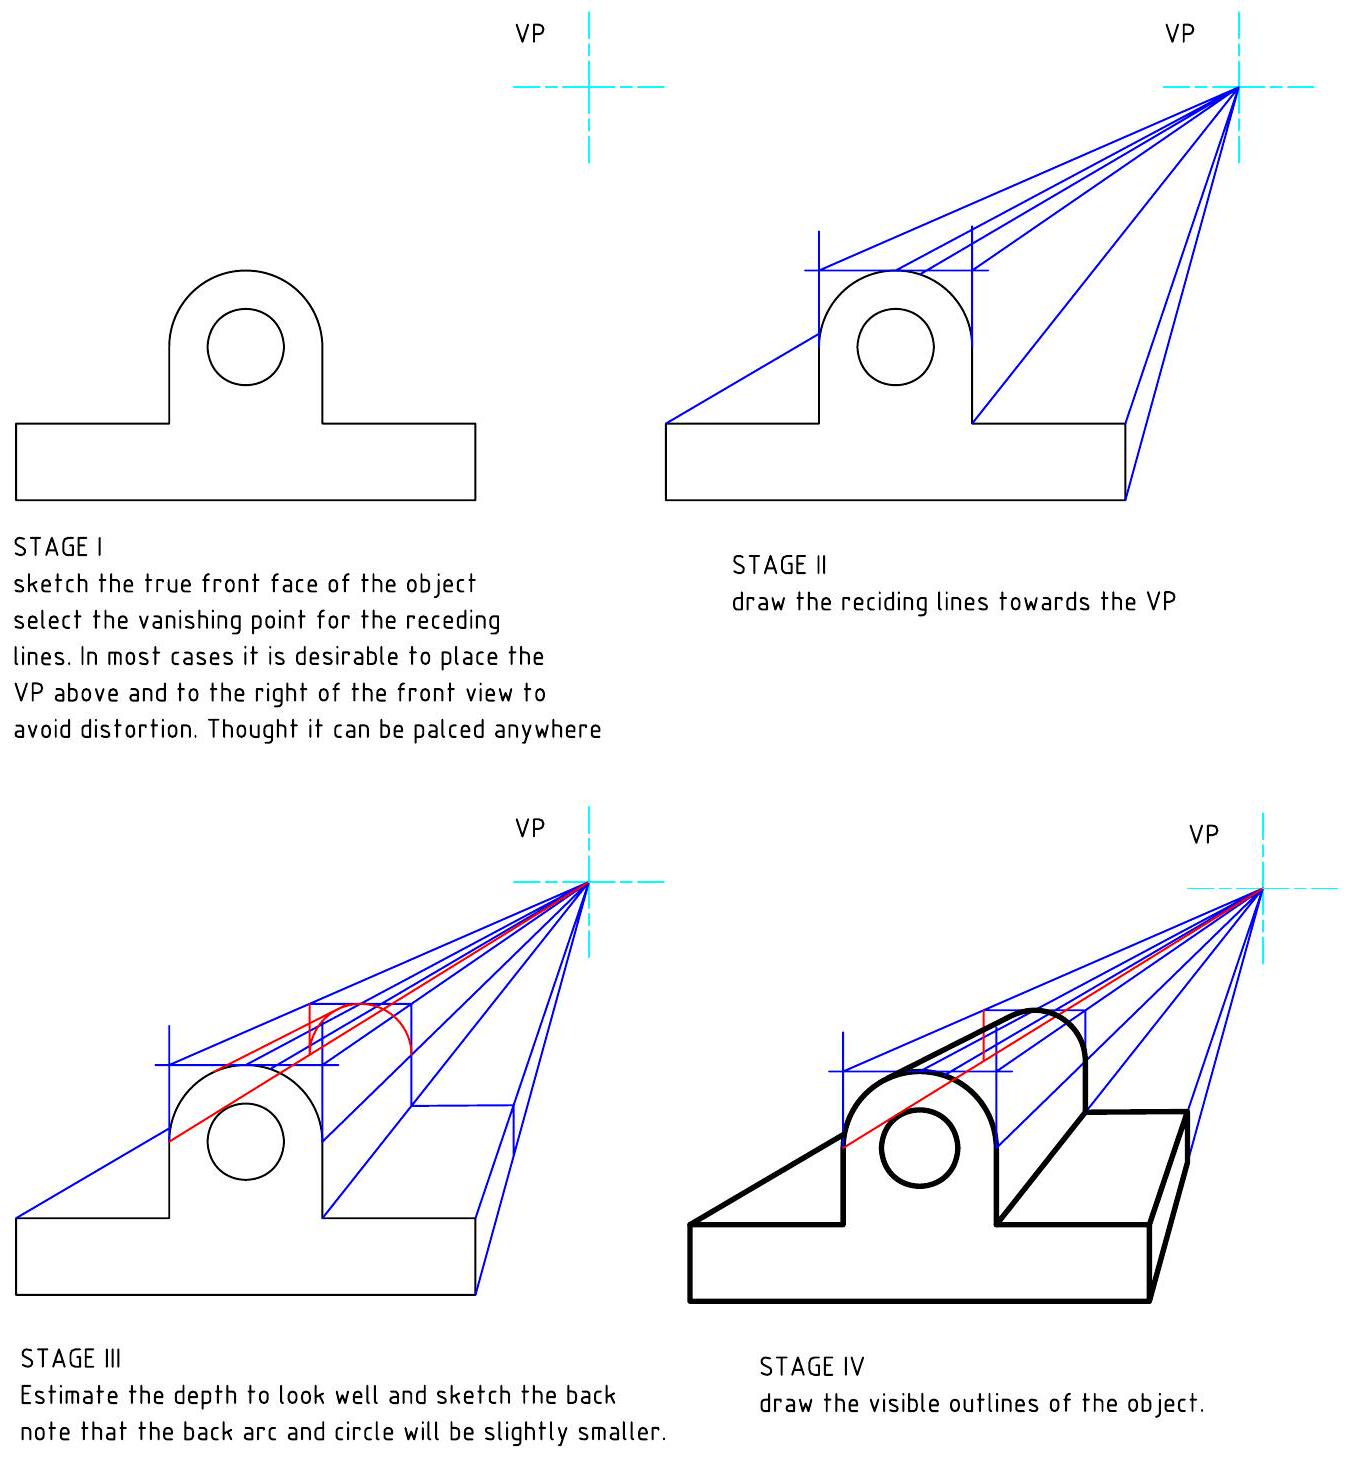 VP
VP
STAGE I
sketch the true front face of the object
select the vanishing point for the receding
lines. In most cases it is desirable to place the
VP above and to the right of the front view to
avoid distortion. Thought it can be palced anywhere
STAGE II
draw the reciding lines towards the VP
VP
VP
STAGE III
Estimate the depth to look well and sketch the back
note that the back arc and circle will be slightly smaller.
STAGE IV
draw the visible outlines of the object.